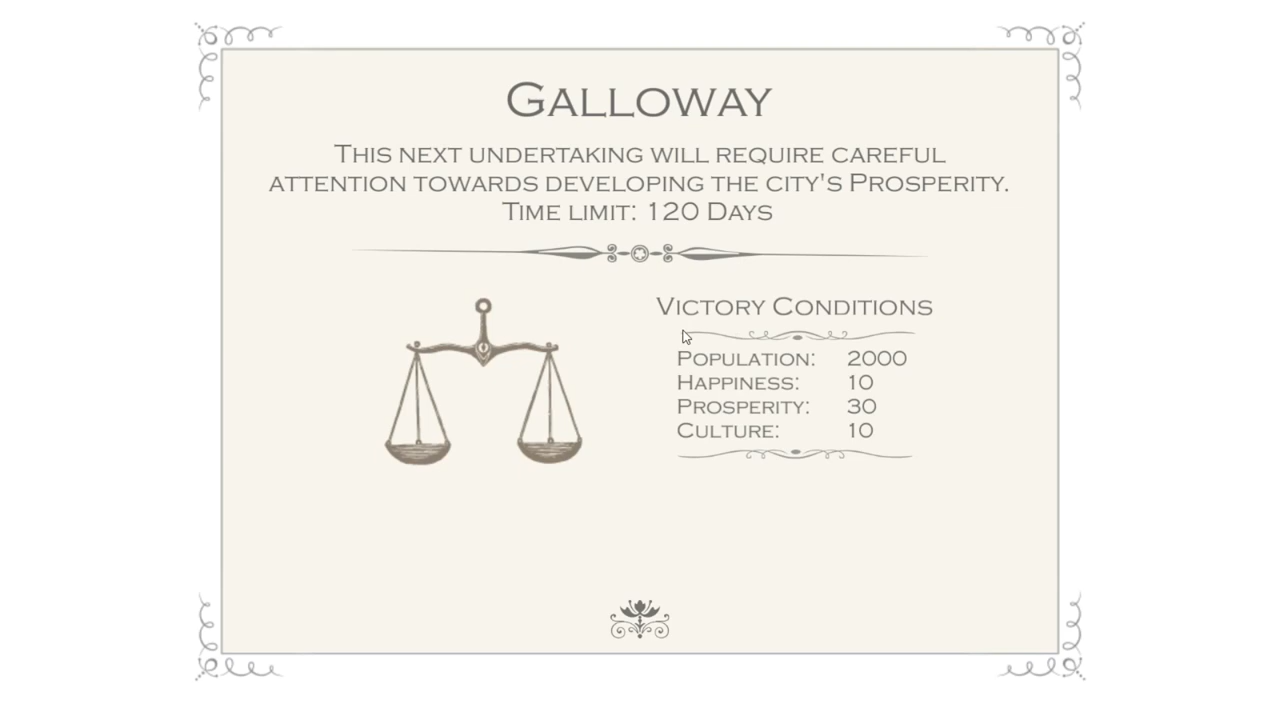 Galloway
This next undertaking will require careful
attention towards developing the city's Prosperity.
Time limit: 120 Days
Victory Conditions
Population: 2000
Happiness: 10
Prosperity: 30
Culture: 10